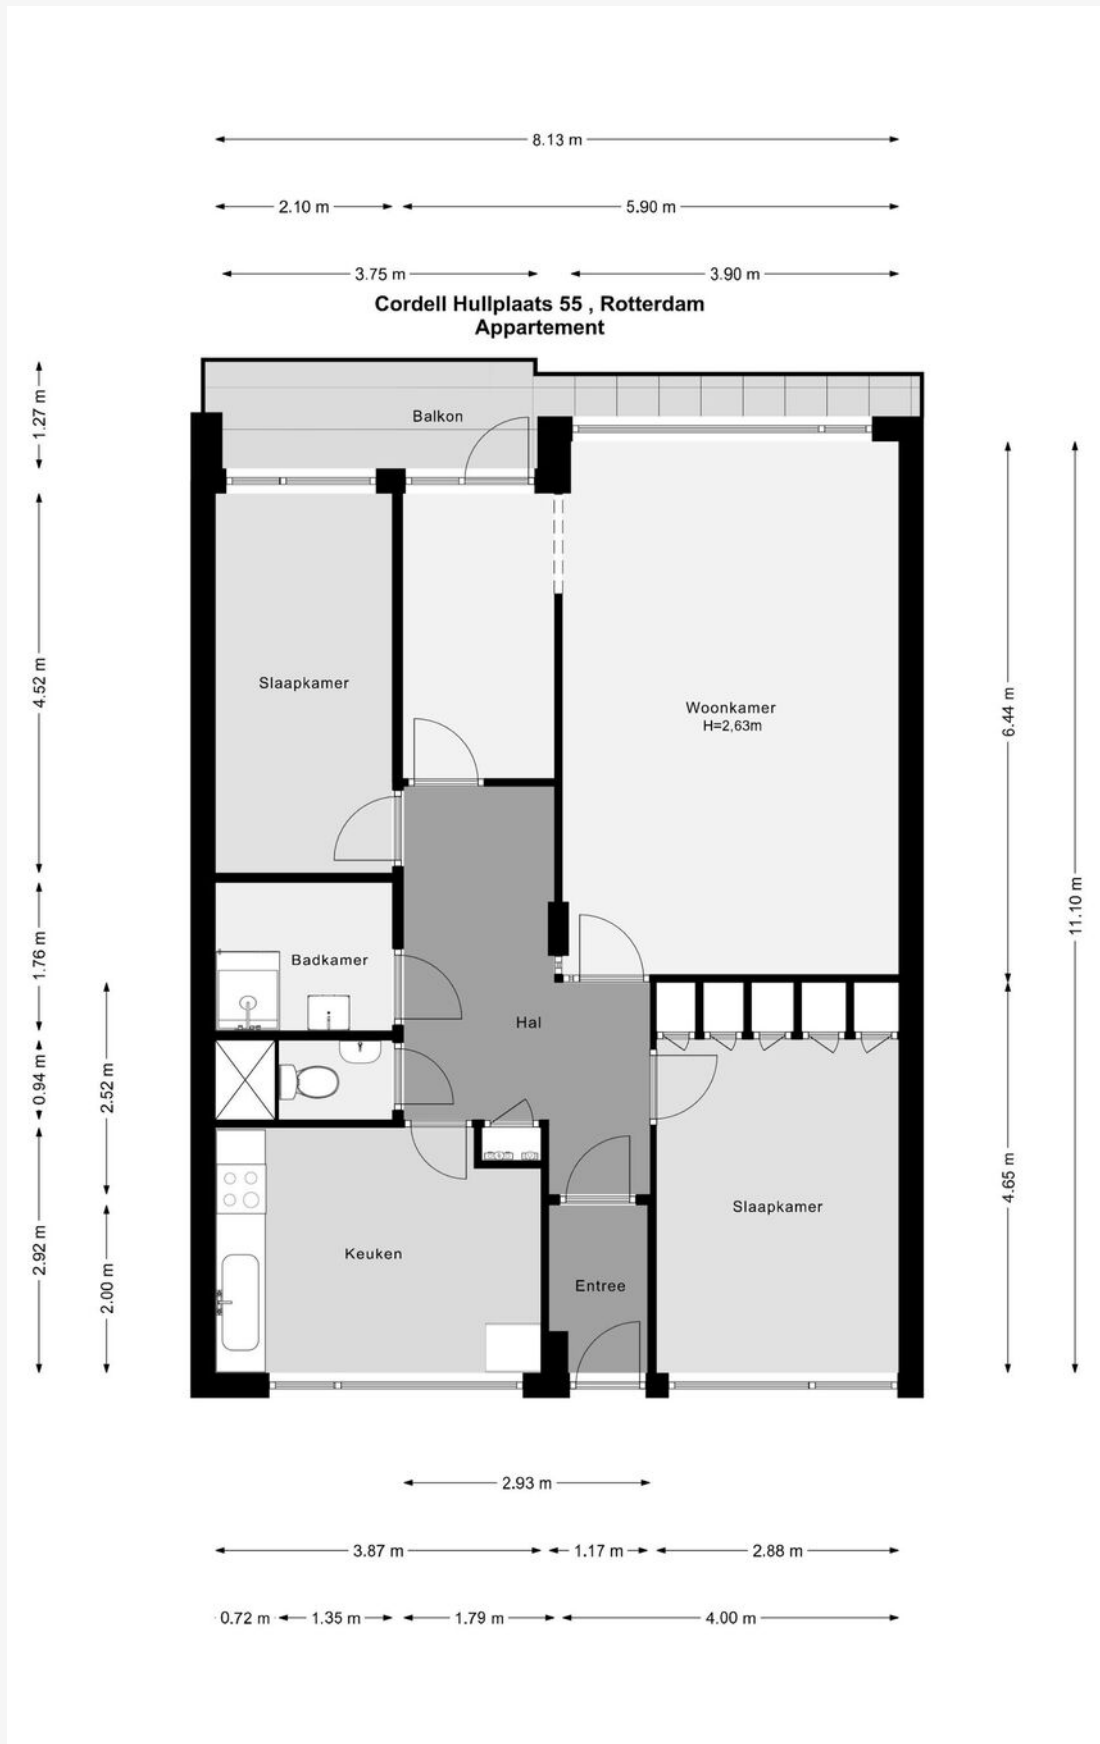 8.13 m
2.10 m
5.90 m
3.75 m
3.90 m
Cordell Hullplaats 55 , Rotterdam
Appartement
1.27 m
Balkon
4.52 m
Slaapkamer
Woonkamer
H=2,63m
6.44 m
11.10 m
1.76 m
Badkamer
Hal
0.94 m
2.52 m
4.65 m
Slaapkamer
2.92 m
2.00 m
Keuken
Entree
2.93 m
3.87 m
1.17 m
2.88 m
0.72 m
1.35 m
1.79 m
4.00 m